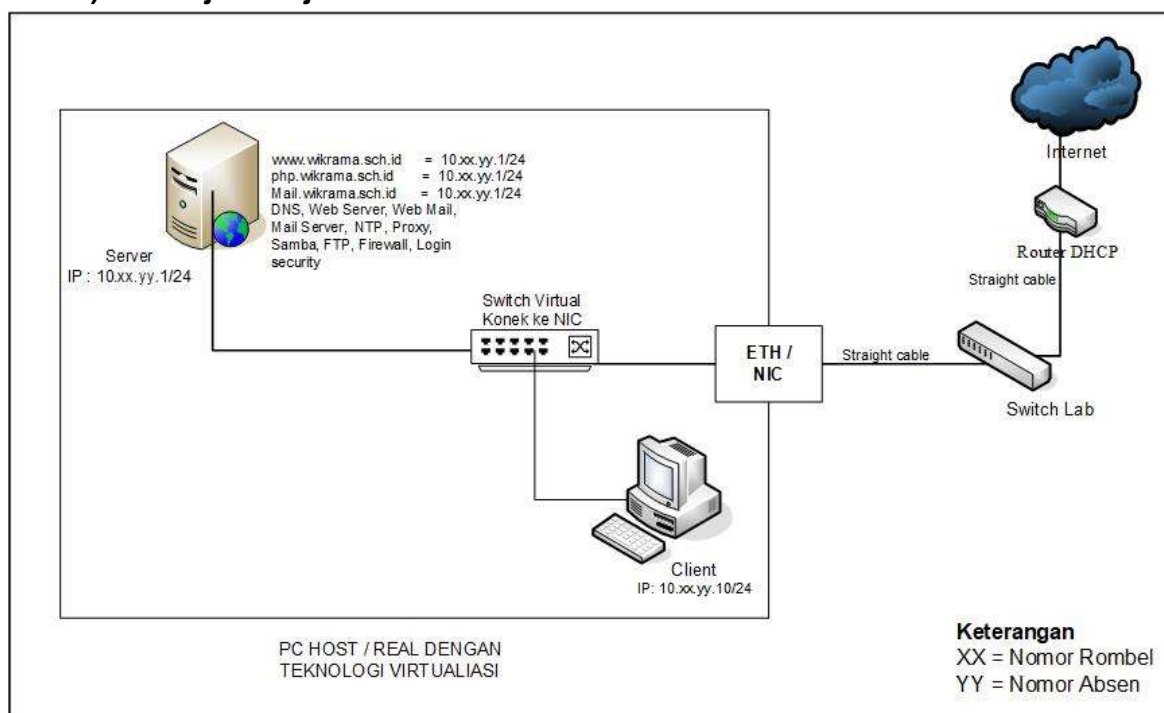 www.wikrama.sch.id = 10.xx.yy.1/24
php.wikrama.sch.id = 10.xx.yy.1/24
Mail.wikrama.sch.id = 10.xx.yy.1/24
DNS, Web Server, Web Mail,
Mail Server, NTP, Proxy,
Samba, FTP, Firewall, Login
security
Server
IP : 10.xx.yy.1/24
Switch Virtual
Konek ke NIC
ETH /
NIC
Straight cable
Internet
Router DHCP
Straight cable
Switch Lab
Client
IP: 10.xx.yy.10/24
PC HOST / REAL DENGAN
TEKNOLOGI VIRTUALIASI
Keterangan
XX = Nomor Rombel
YY = Nomor Absen